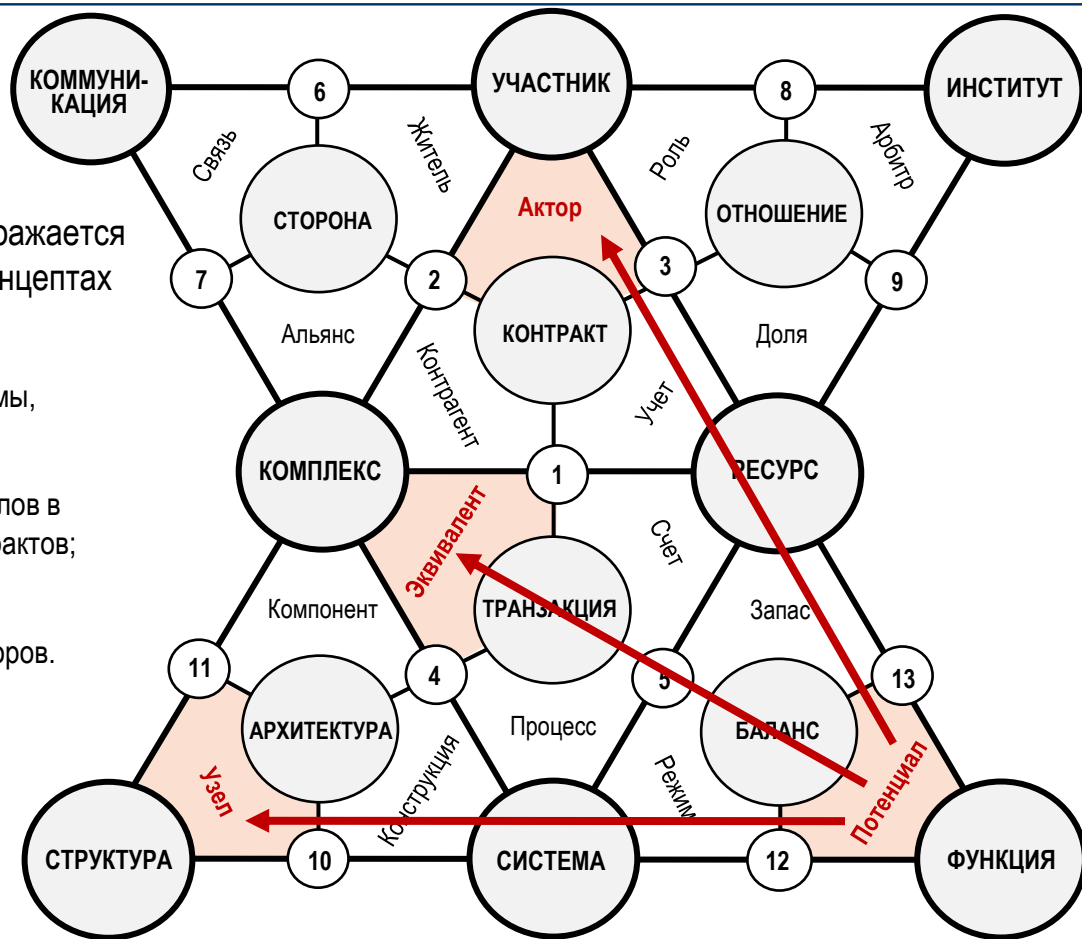 КОММУНИ-
КАЦИЯ
6
УЧАСТНИК
8
ИНСТИТУТ
Связь
Житель
Роль
Арбитр
СТОРОНА
Актор
ОТНОШЕНИЕ
ражается
нцептах
7
2
3
9
Альянс
КОНТРАКТ
Доля
Контрагент
Учет
мы,
КОМПЛЕКС
1
РЕСУРС
лов в
рактов;
Эквивалент
Счет
Компонент
ТРАНЗАКЦИЯ
Запас
оров.
11
4
5
13
АРХИТЕКТУРА
Процесс
БАЛАНС
Узел
Конструкция
Режим
Потенциал
СТРУКТУРА
10
СИСТЕМА
12
ФУНКЦИЯ